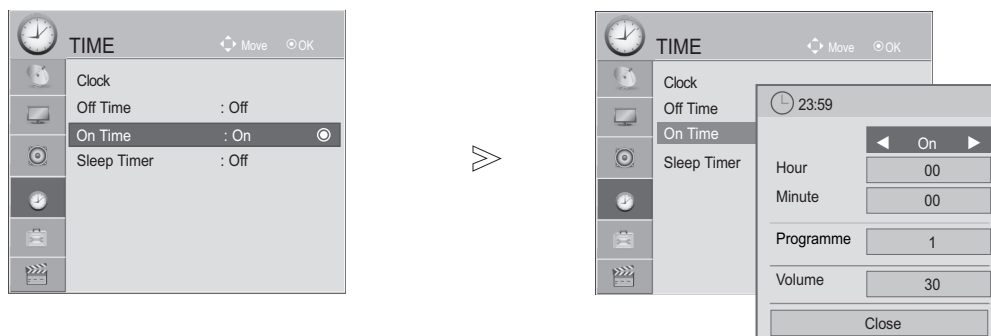 TIME Move OK
Clock
Off Time : Off
On Time : On
Sleep Timer : Off
TIME Move OK
Clock
Off Time
On Time
Sleep Timer
23:59
On
Hour 00
Minute 00
Programme 1
Volume 30
Close